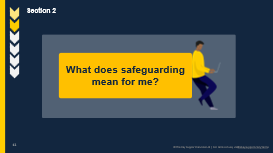 Section 2
What does safeguarding
mean for me?